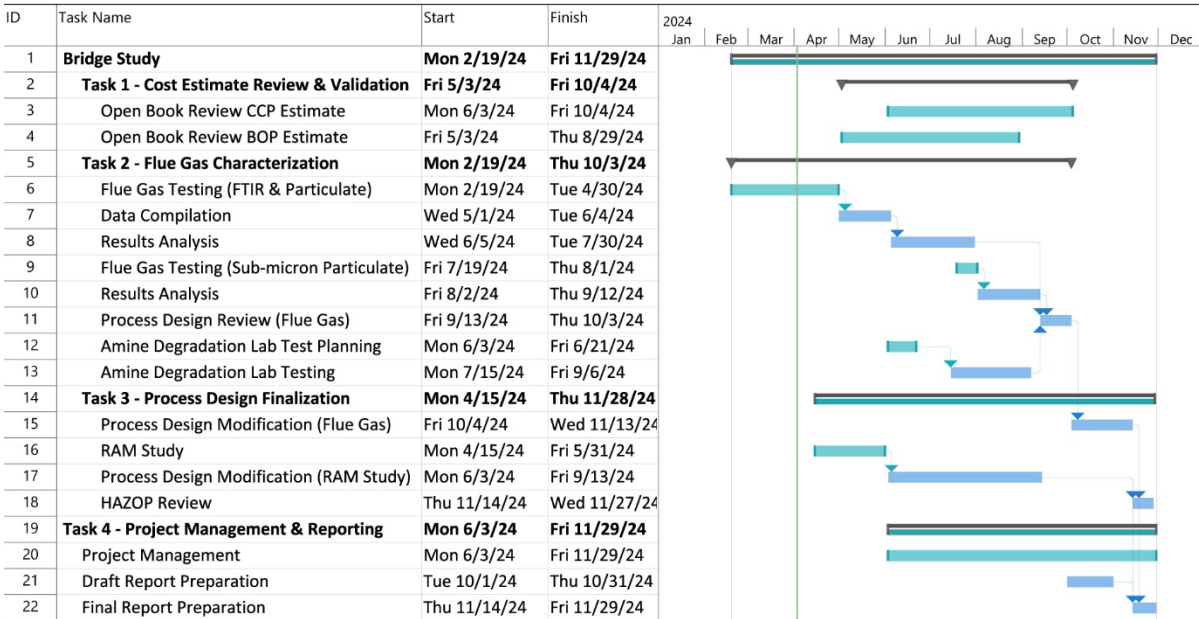 ID Task Name Start Finish 2024
Jan Feb Mar Apr May Jun Jul Aug Sep Oct Nov Dec
1 Bridge Study Mon 2/19/24 Fri 11/29/24
2 Task 1 - Cost Estimate Review & Validation Fri 5/3/24 Fri 10/4/24
3 Open Book Review CCP Estimate Mon 6/3/24 Fri 10/4/24
4 Open Book Review BOP Estimate Fri 5/3/24 Thu 8/29/24
5 Task 2 - Flue Gas Characterization Mon 2/19/24 Thu 10/3/24
6 Flue Gas Testing (FTIR & Particulate) Mon 2/19/24 Tue 4/30/24
7 Data Compilation Wed 5/1/24 Tue 6/4/24
8 Results Analysis Wed 6/5/24 Tue 7/30/24
9 Flue Gas Testing (Sub-micron Particulate) Fri 7/19/24 Thu 8/1/24
10 Results Analysis Fri 8/2/24 Thu 9/12/24
11 Process Design Review (Flue Gas) Fri 9/13/24 Thu 10/3/24
12 Amine Degradation Lab Test Planning Mon 6/3/24 Fri 6/21/24
13 Amine Degradation Lab Testing Mon 7/15/24 Fri 9/6/24
14 Task 3 - Process Design Finalization Mon 4/15/24 Thu 11/28/24
15 Process Design Modification (Flue Gas) Fri 10/4/24 Wed 11/13/24
16 RAM Study Mon 4/15/24 Fri 5/31/24
17 Process Design Modification (RAM Study) Mon 6/3/24 Fri 9/13/24
18 HAZOP Review Thu 11/14/24 Wed 11/27/24
19 Task 4 - Project Management & Reporting Mon 6/3/24 Fri 11/29/24
20 Project Management Mon 6/3/24 Fri 11/29/24
21 Draft Report Preparation Tue 10/1/24 Thu 10/31/24
22 Final Report Preparation Thu 11/14/24 Fri 11/29/24